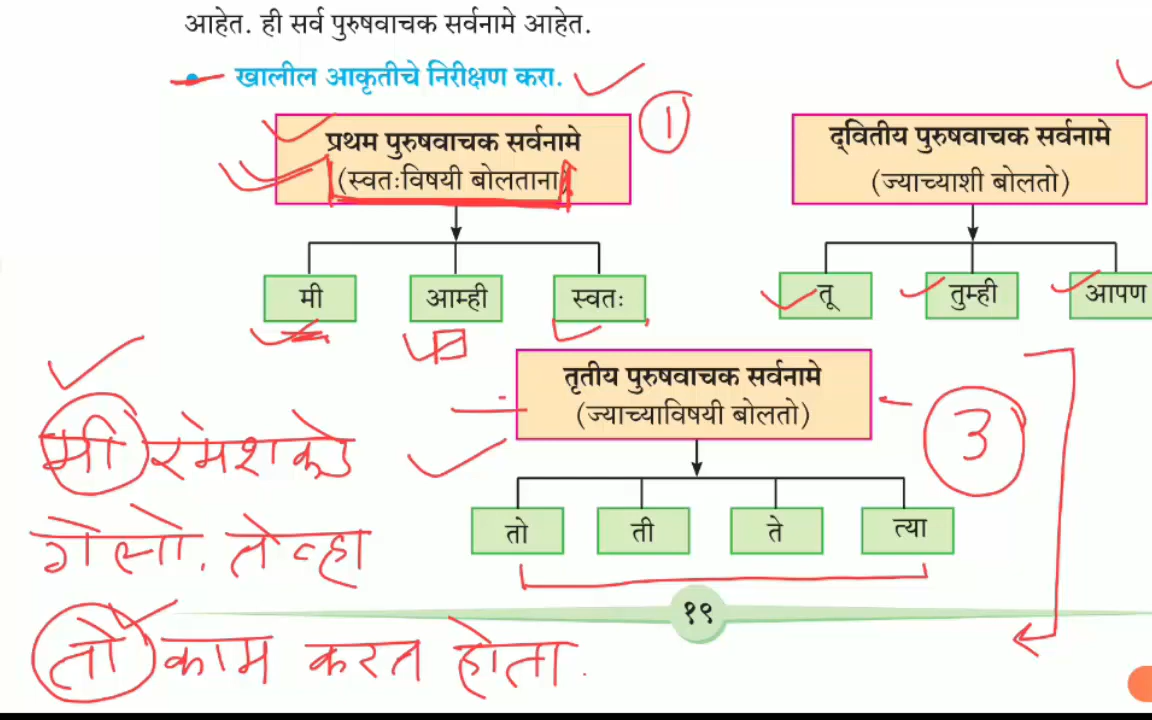 आहेत. ही सर्व पुरुषवाचक सर्वनामे आहेत.
खालील आकृतीचे निरीक्षण करा.
प्रथम पुरुषवाचक सर्वनामे
(स्वतःविषयी बोलताना)
१
द्‌वितीय पुरुषवाचक सर्वनामे
(ज्याच्याशी बोलतो)
मी आम्ही स्वतः
तू तुम्ही आपण
तृतीय पुरुषवाचक सर्वनामे
(ज्याच्याविषयी बोलतो)
3
तो ती ते त्या
मी रमेशकडे
गेलो. तेव्हा
तो काम करत होता.
१९